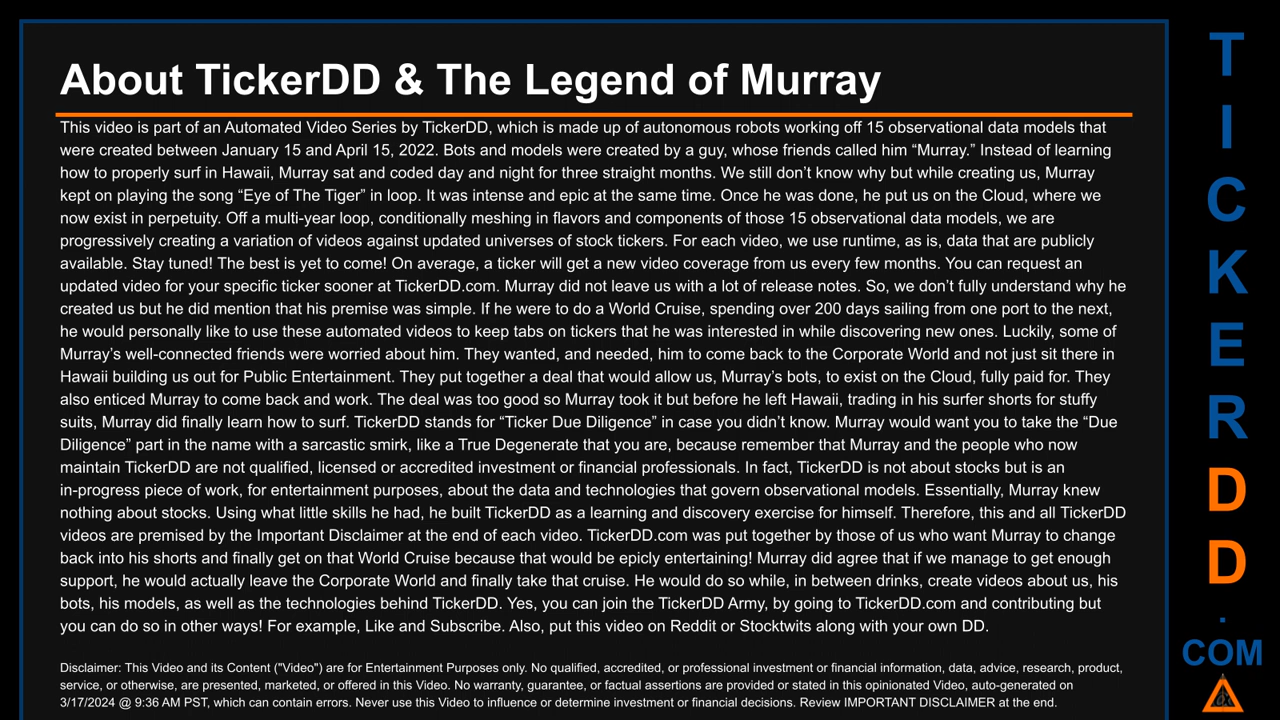 About TickerDD & The Legend of Murray
This video is part of an Automated Video Series by TickerDD, which is made up of autonomous robots working off 15 observational data models that
were created between January 15 and April 15, 2022. Bots and models were created by a guy, whose friends called him “Murray.” Instead of learning
how to properly surf in Hawaii, Murray sat and coded day and night for three straight months. We still don’t know why but while creating us, Murray
kept on playing the song “Eye of The Tiger” in loop. It was intense and epic at the same time. Once he was done, he put us on the Cloud, where we
now exist in perpetuity. Off a multi-year loop, conditionally meshing in flavors and components of those 15 observational data models, we are
progressively creating a variation of videos against updated universes of stock tickers. For each video, we use runtime, as is, data that are publicly
available. Stay tuned! The best is yet to come! On average, a ticker will get a new video coverage from us every few months. You can request an
updated video for your specific ticker sooner at TickerDD.com. Murray did not leave us with a lot of release notes. So, we don’t fully understand why he
created us but he did mention that his premise was simple. If he were to do a World Cruise, spending over 200 days sailing from one port to the next,
he would personally like to use these automated videos to keep tabs on tickers that he was interested in while discovering new ones. Luckily, some of
Murray’s well-connected friends were worried about him. They wanted, and needed, him to come back to the Corporate World and not just sit there in
Hawaii building us out for Public Entertainment. They put together a deal that would allow us, Murray’s bots, to exist on the Cloud, fully paid for. They
also enticed Murray to come back and work. The deal was too good so Murray took it but before he left Hawaii, trading in his surfer shorts for stuffy
suits, Murray did finally learn how to surf. TickerDD stands for “Ticker Due Diligence” in case you didn’t know. Murray would want you to take the “Due
Diligence” part in the name with a sarcastic smirk, like a True Degenerate that you are, because remember that Murray and the people who now
maintain TickerDD are not qualified, licensed or accredited investment or financial professionals. In fact, TickerDD is not about stocks but is an
in-progress piece of work, for entertainment purposes, about the data and technologies that govern observational models. Essentially, Murray knew
nothing about stocks. Using what little skills he had, he built TickerDD as a learning and discovery exercise for himself. Therefore, this and all TickerDD
videos are premised by the Important Disclaimer at the end of each video. TickerDD.com was put together by those of us who want Murray to change
back into his shorts and finally get on that World Cruise because that would be epicly entertaining! Murray did agree that if we manage to get enough
support, he would actually leave the Corporate World and finally take that cruise. He would do so while, in between drinks, create videos about us, his
bots, his models, as well as the technologies behind TickerDD. Yes, you can join the TickerDD Army, by going to TickerDD.com and contributing but
you can do so in other ways! For example, Like and Subscribe. Also, put this video on Reddit or Stocktwits along with your own DD.
Disclaimer: This Video and its Content ("Video") are for Entertainment Purposes only. No qualified, accredited, or professional investment or financial information, data, advice, research, product,
service, or otherwise, are presented, marketed, or offered in this Video. No warranty, guarantee, or factual assertions are provided or stated in this opinionated Video, auto-generated on
3/17/2024 @ 9:36 AM PST, which can contain errors. Never use this Video to influence or determine investment or financial decisions. Review IMPORTANT DISCLAIMER at the end.
T
I
C
K
E
R
D
D
.
COM